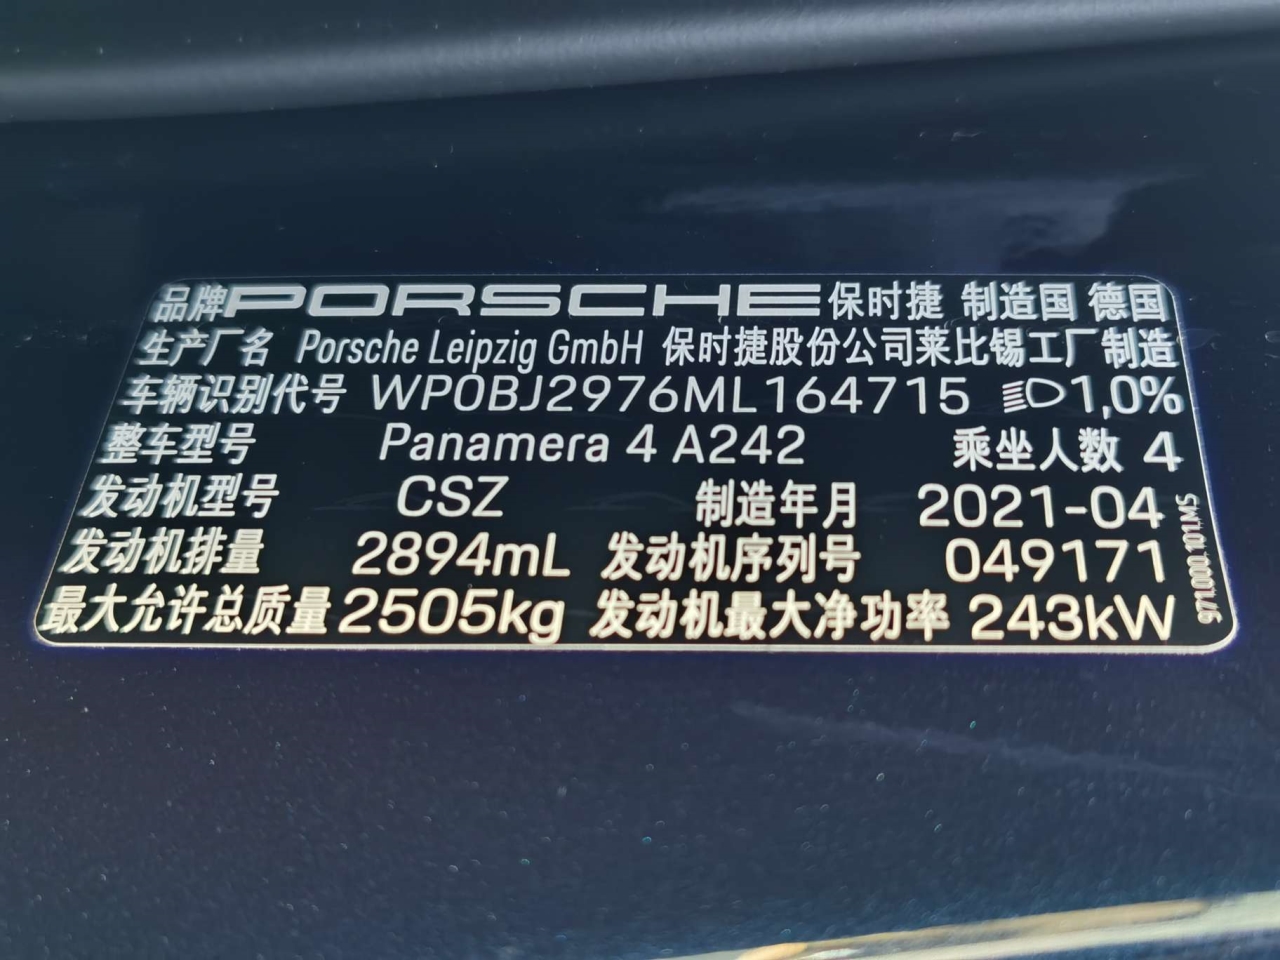 品牌PORSCHE保时捷 制造国 德国
生产厂名 Porsche Leipzig GmbH 保时捷股份公司莱比锡工厂制造
车辆识别代号 WP0BJ2976ML164715 1,0%
整车型号 Panamera 4 A242 乘坐人数 4
发动机型号 CSZ 制造年月 2021-04
发动机排量 2894mL 发动机序列号 049171
最大允许总质量 2505kg 发动机最大净功率 243kW
971.000.101.MS